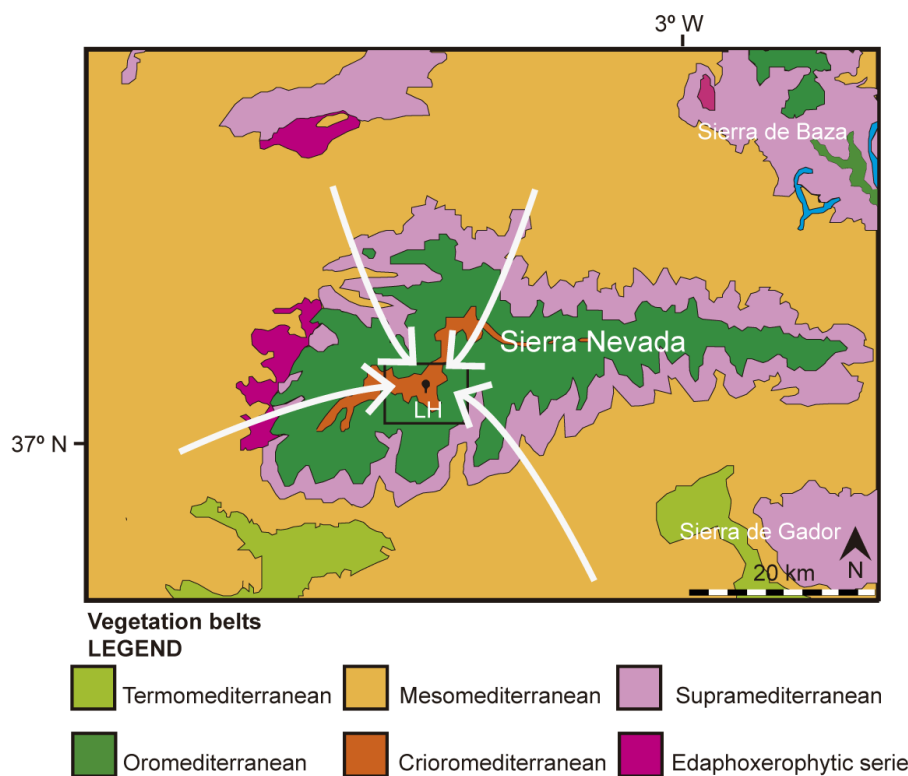 3º W
Sierra de Baza
Sierra Nevada
LH
37º N
Sierra de Gador
N
20 km
Vegetation belts
LEGEND
Termomediterranean
Mesomediterranean
Supramediterranean
Oromediterranean
Crioromediterranean
Edaphoxerophytic serie